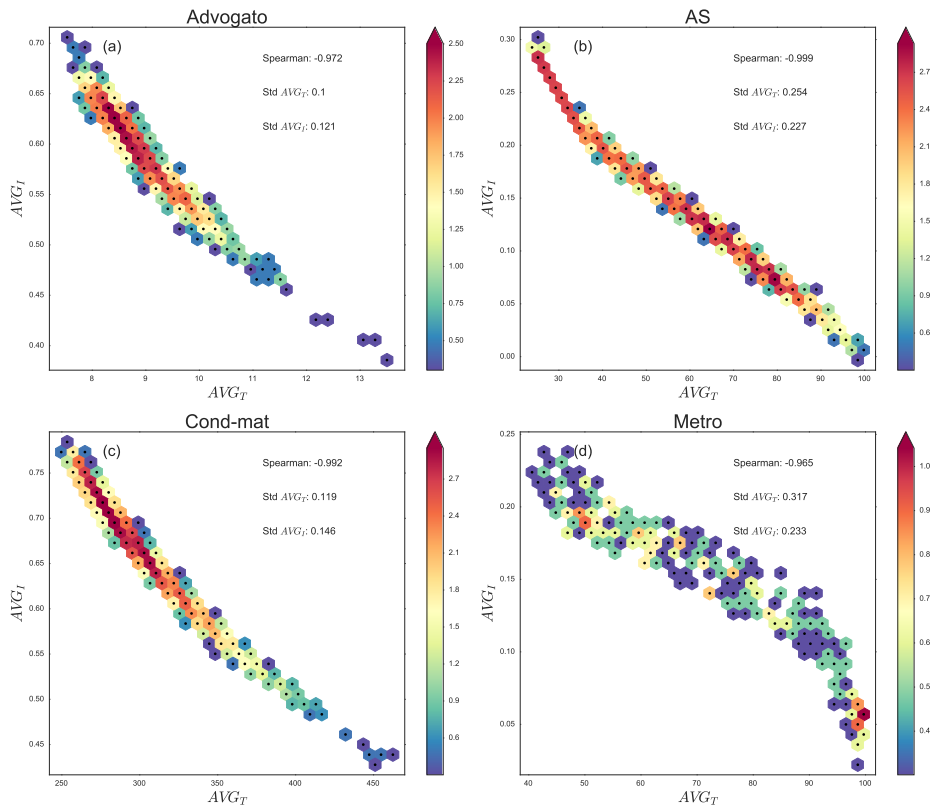 Advogato
(a)
Spearman: -0.972
Std AVG_T: 0.1
Std AVG_I: 0.121
0.70
0.65
0.60
0.55
0.50
0.45
0.40
AVG_I
8 9 10 11 12 13
AVG_T
2.50
2.25
2.00
1.75
1.50
1.25
1.00
0.75
0.50
AS
(b)
Spearman: -0.999
Std AVG_T: 0.254
Std AVG_I: 0.227
0.30
0.25
0.20
0.15
0.10
0.05
0.00
AVG_I
30 40 50 60 70 80 90 100
AVG_T
2.7
2.4
2.1
1.8
1.5
1.2
0.9
0.6
Cond-mat
(c)
Spearman: -0.992
Std AVG_T: 0.119
Std AVG_I: 0.146
0.75
0.70
0.65
0.60
0.55
0.50
0.45
AVG_I
250 300 350 400 450
AVG_T
2.7
2.4
2.1
1.8
1.5
1.2
0.9
0.6
Metro
(d)
Spearman: -0.965
Std AVG_T: 0.317
Std AVG_I: 0.233
0.25
0.20
0.15
0.10
0.05
AVG_I
40 50 60 70 80 90 100
AVG_T
1.0
0.9
0.8
0.7
0.6
0.5
0.4